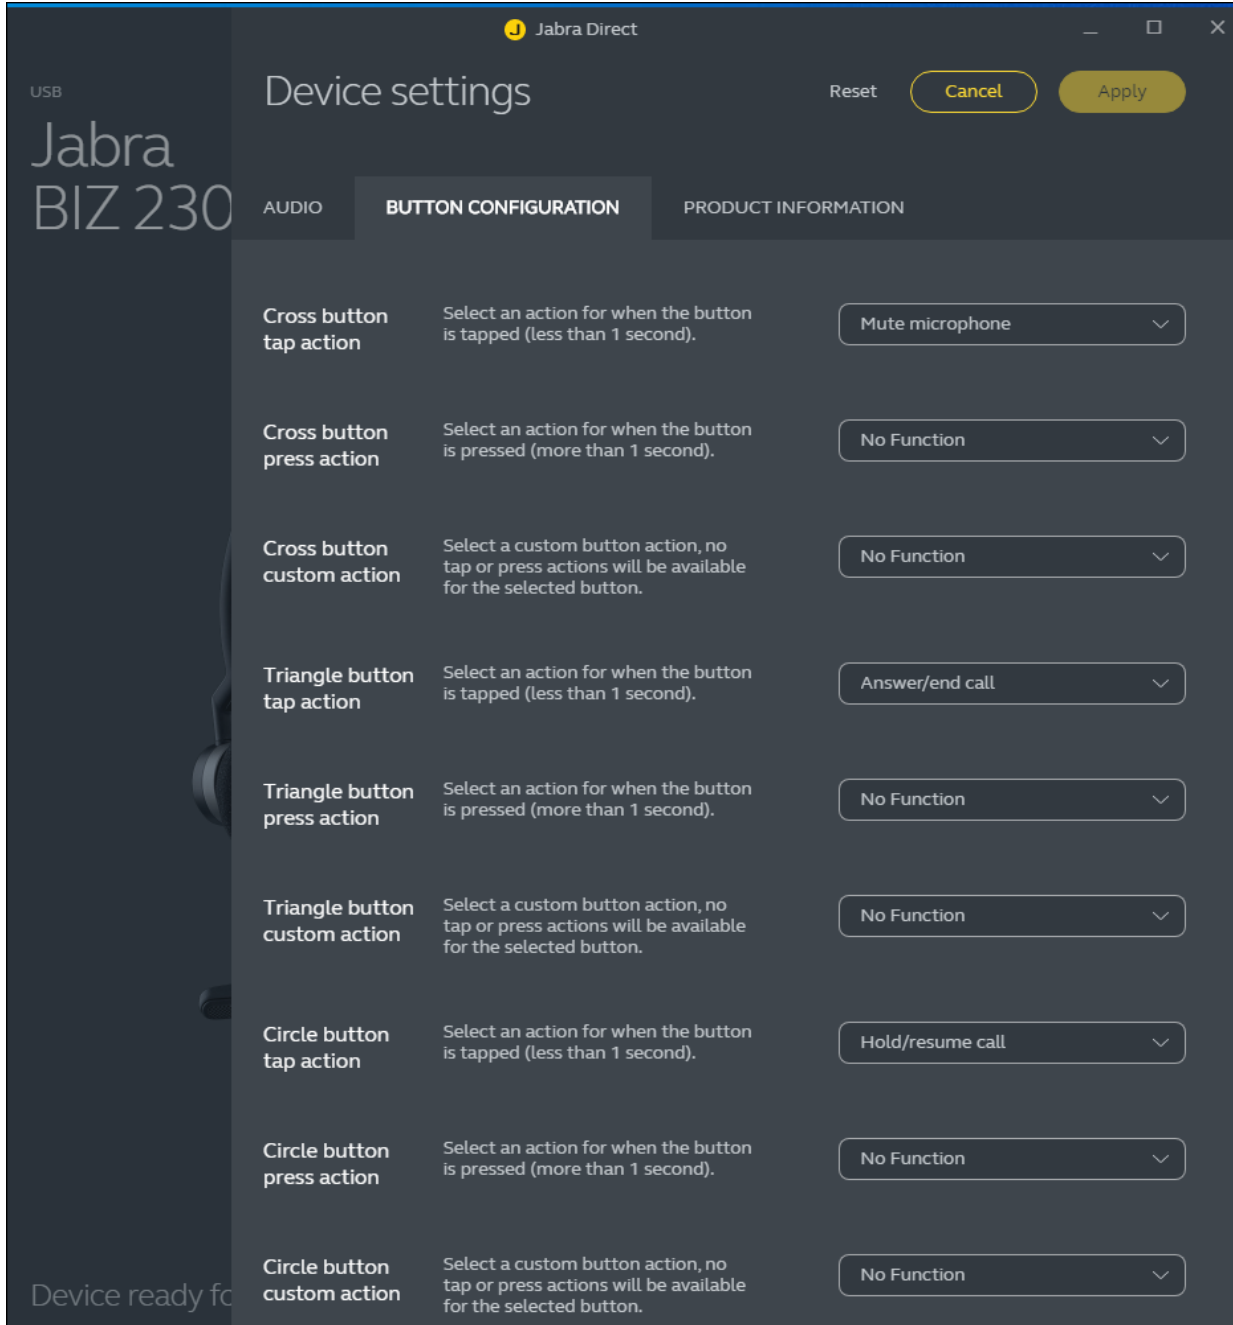 Jabra Direct
USB
Jabra
BIZ 230
Device settings
Reset
Cancel
Apply
AUDIO
BUTTON CONFIGURATION
PRODUCT INFORMATION
Cross button
tap action
Select an action for when the button
is tapped (less than 1 second).
Mute microphone
Cross button
press action
Select an action for when the button
is pressed (more than 1 second).
No Function
Cross button
custom action
Select a custom button action, no
tap or press actions will be available
for the selected button.
No Function
Triangle button
tap action
Select an action for when the button
is tapped (less than 1 second).
Answer/end call
Triangle button
press action
Select an action for when the button
is pressed (more than 1 second).
No Function
Triangle button
custom action
Select a custom button action, no
tap or press actions will be available
for the selected button.
No Function
Circle button
tap action
Select an action for when the button
is tapped (less than 1 second).
Hold/resume call
Circle button
press action
Select an action for when the button
is pressed (more than 1 second).
No Function
Circle button
custom action
Select a custom button action, no
tap or press actions will be available
for the selected button.
No Function
Device ready fo